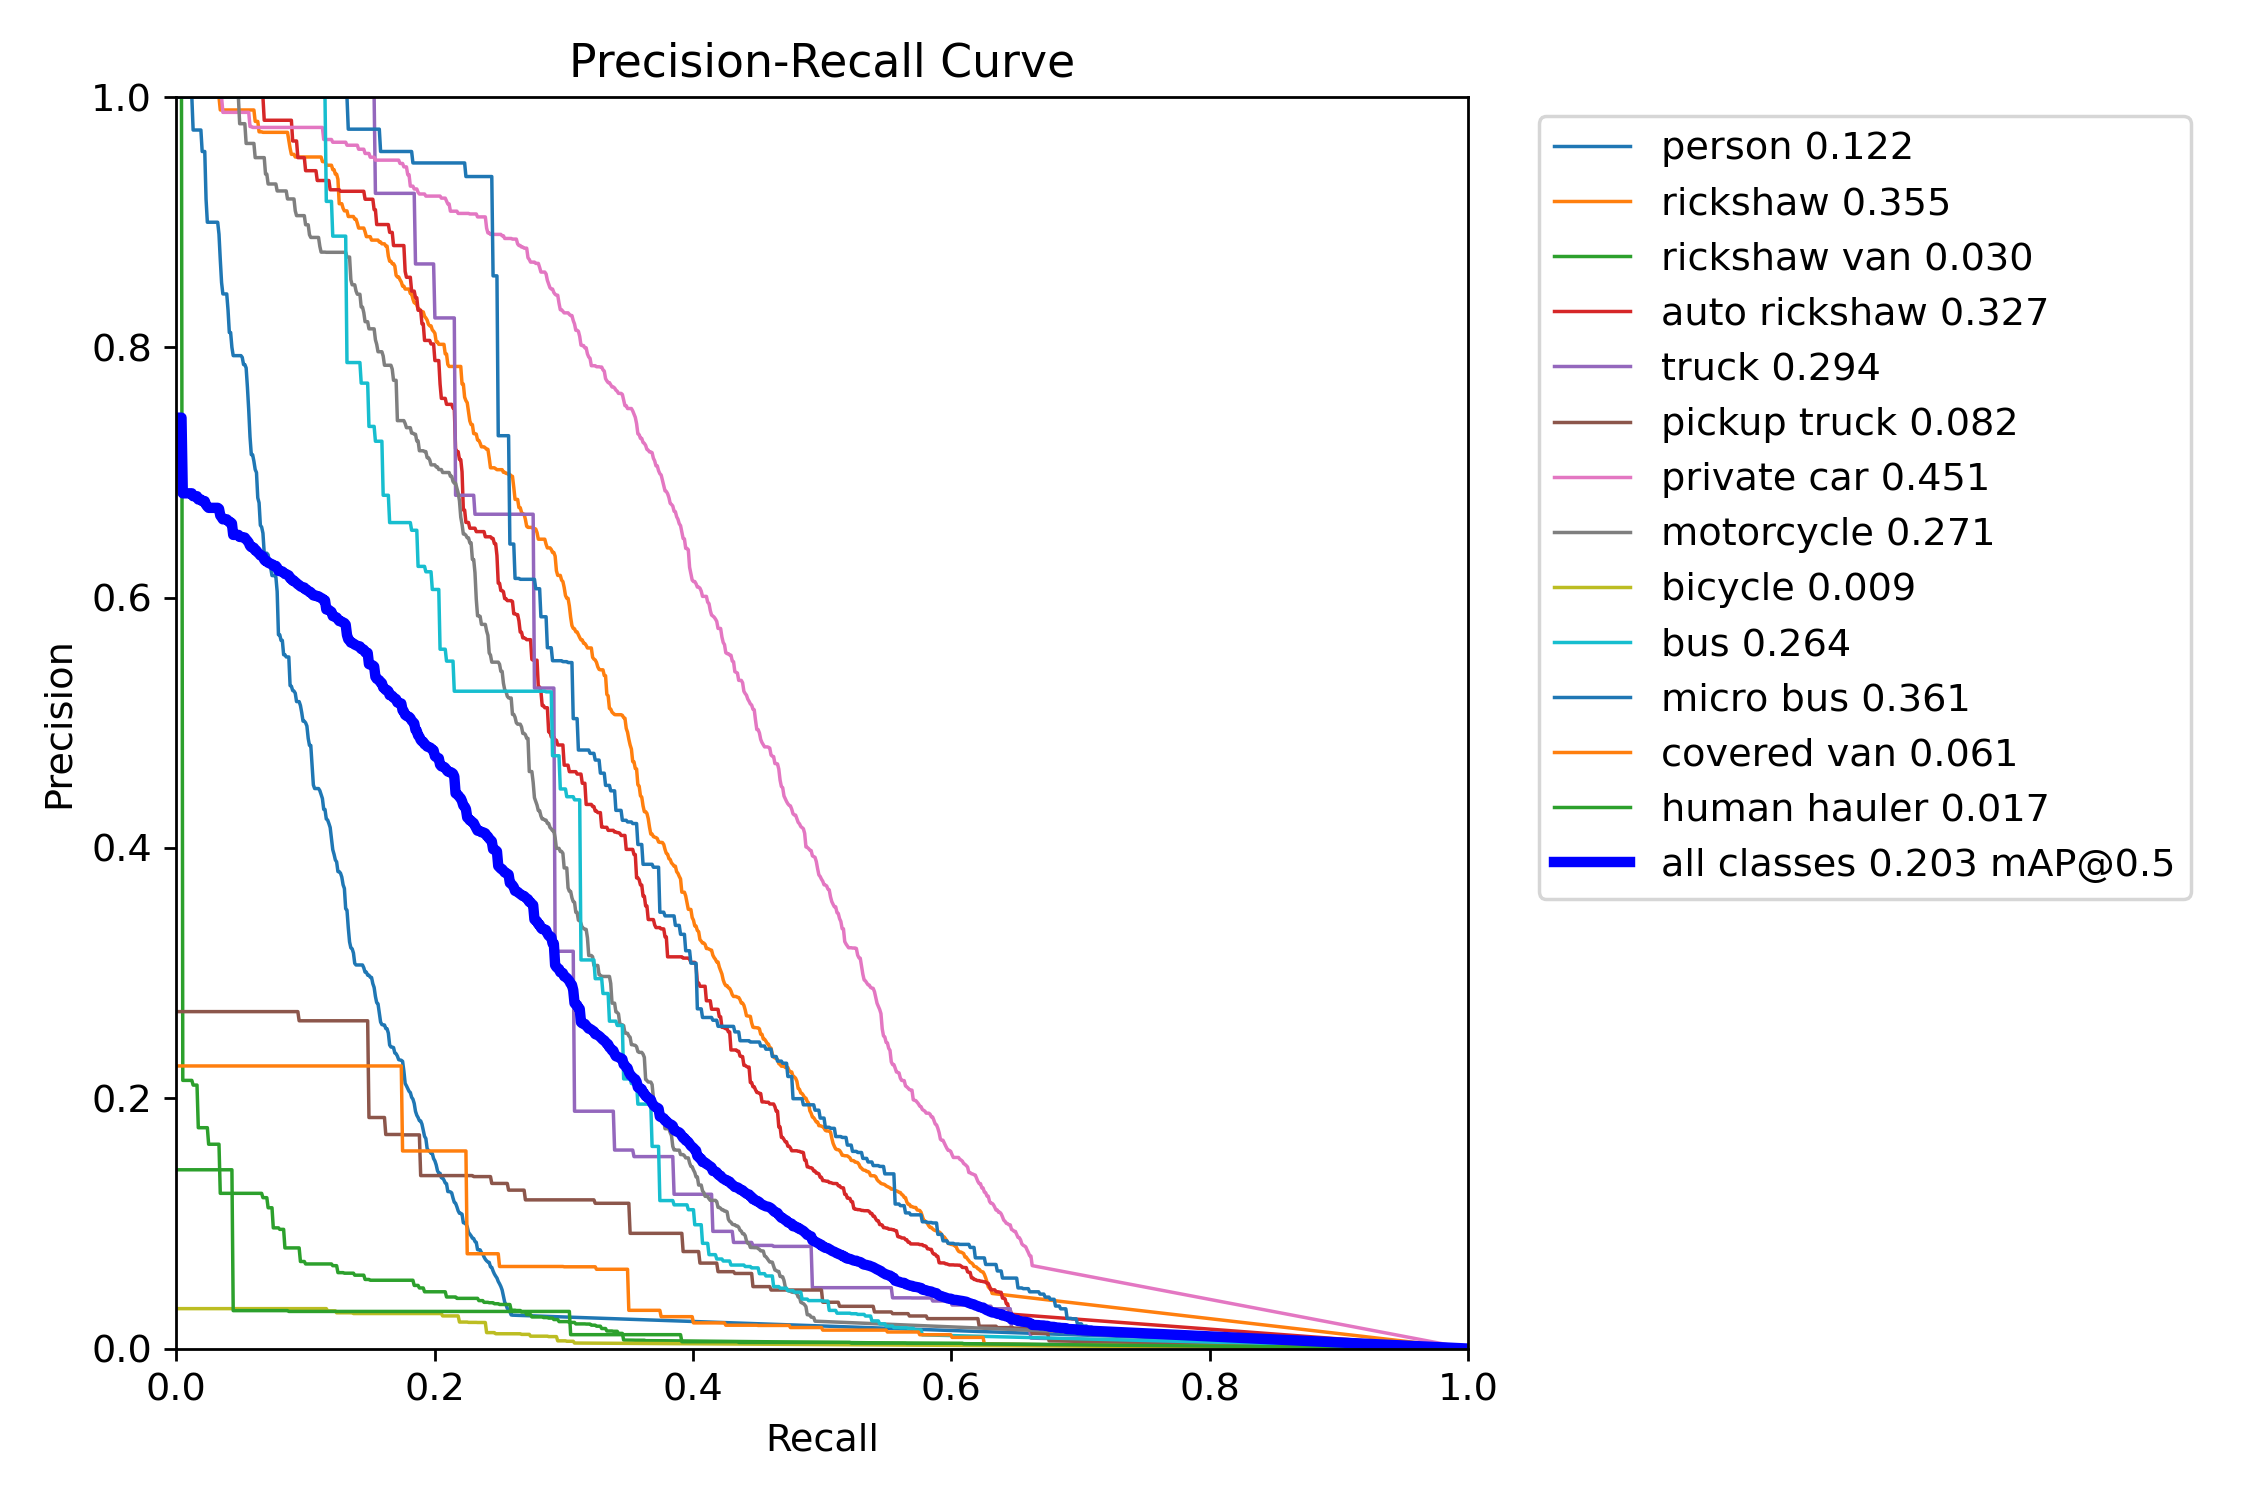 Precision-Recall Curve
1.0
0.8
0.6
0.4
0.2
0.0
Precision
0.0 0.2 0.4 0.6 0.8 1.0
Recall
person 0.122
rickshaw 0.355
rickshaw van 0.030
auto rickshaw 0.327
truck 0.294
pickup truck 0.082
private car 0.451
motorcycle 0.271
bicycle 0.009
bus 0.264
micro bus 0.361
covered van 0.061
human hauler 0.017
all classes 0.203 mAP@0.5